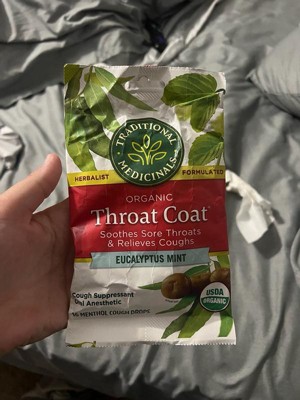 TRADITIONAL
MEDICINALS
HERBALIST
FORMULATED
ORGANIC
Throat Coat
Soothes Sore Throats
& Relieves Coughs
EUCALYPTUS MINT
Cough Suppressant
Oral Anesthetic
USDA
ORGANIC
16 MENTHOL COUGH DROPS